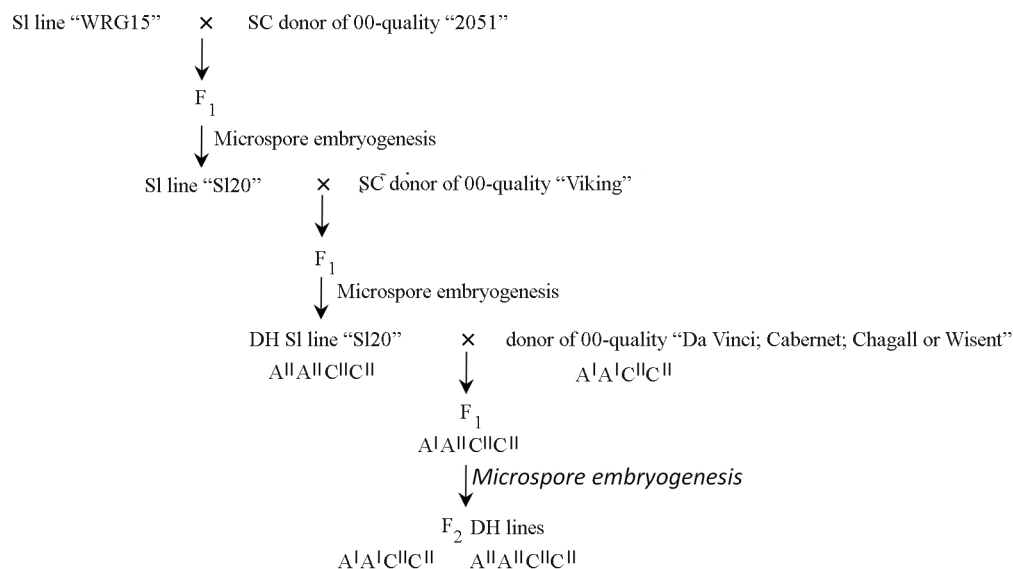 SI line “WRG15” × SC donor of 00-quality “2051”
F1
Microspore embryogenesis
SI line “SI20” × SC donor of 00-quality “Viking”
F1
Microspore embryogenesis
DH SI line “SI20” × donor of 00-quality “Da Vinci; Cabernet; Chagall or Wisent”
AᴵᴵAᴵᴵCᴵᴵCᴵᴵ AᴵAᴵCᴵᴵCᴵᴵ
F1
AᴵAᴵᴵCᴵᴵCᴵᴵ
Microspore embryogenesis
F2 DH lines
AᴵAᴵCᴵᴵCᴵᴵ AᴵᴵAᴵᴵCᴵᴵCᴵᴵ